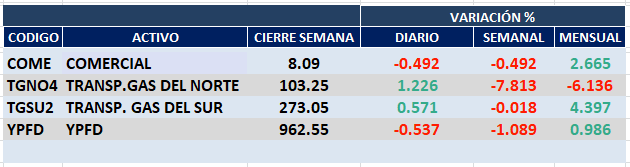 VARIACIÓN %
CODIGO ACTIVO CIERRE SEMANA DIARIO SEMANAL MENSUAL
COME COMERCIAL 8.09 -0.492 -0.492 2.665
TGNO4 TRANSP.GAS DEL NORTE 103.25 1.226 -7.813 -6.136
TGSU2 TRANSP. GAS DEL SUR 273.05 0.571 -0.018 4.397
YPFD YPFD 962.55 -0.537 -1.089 0.986